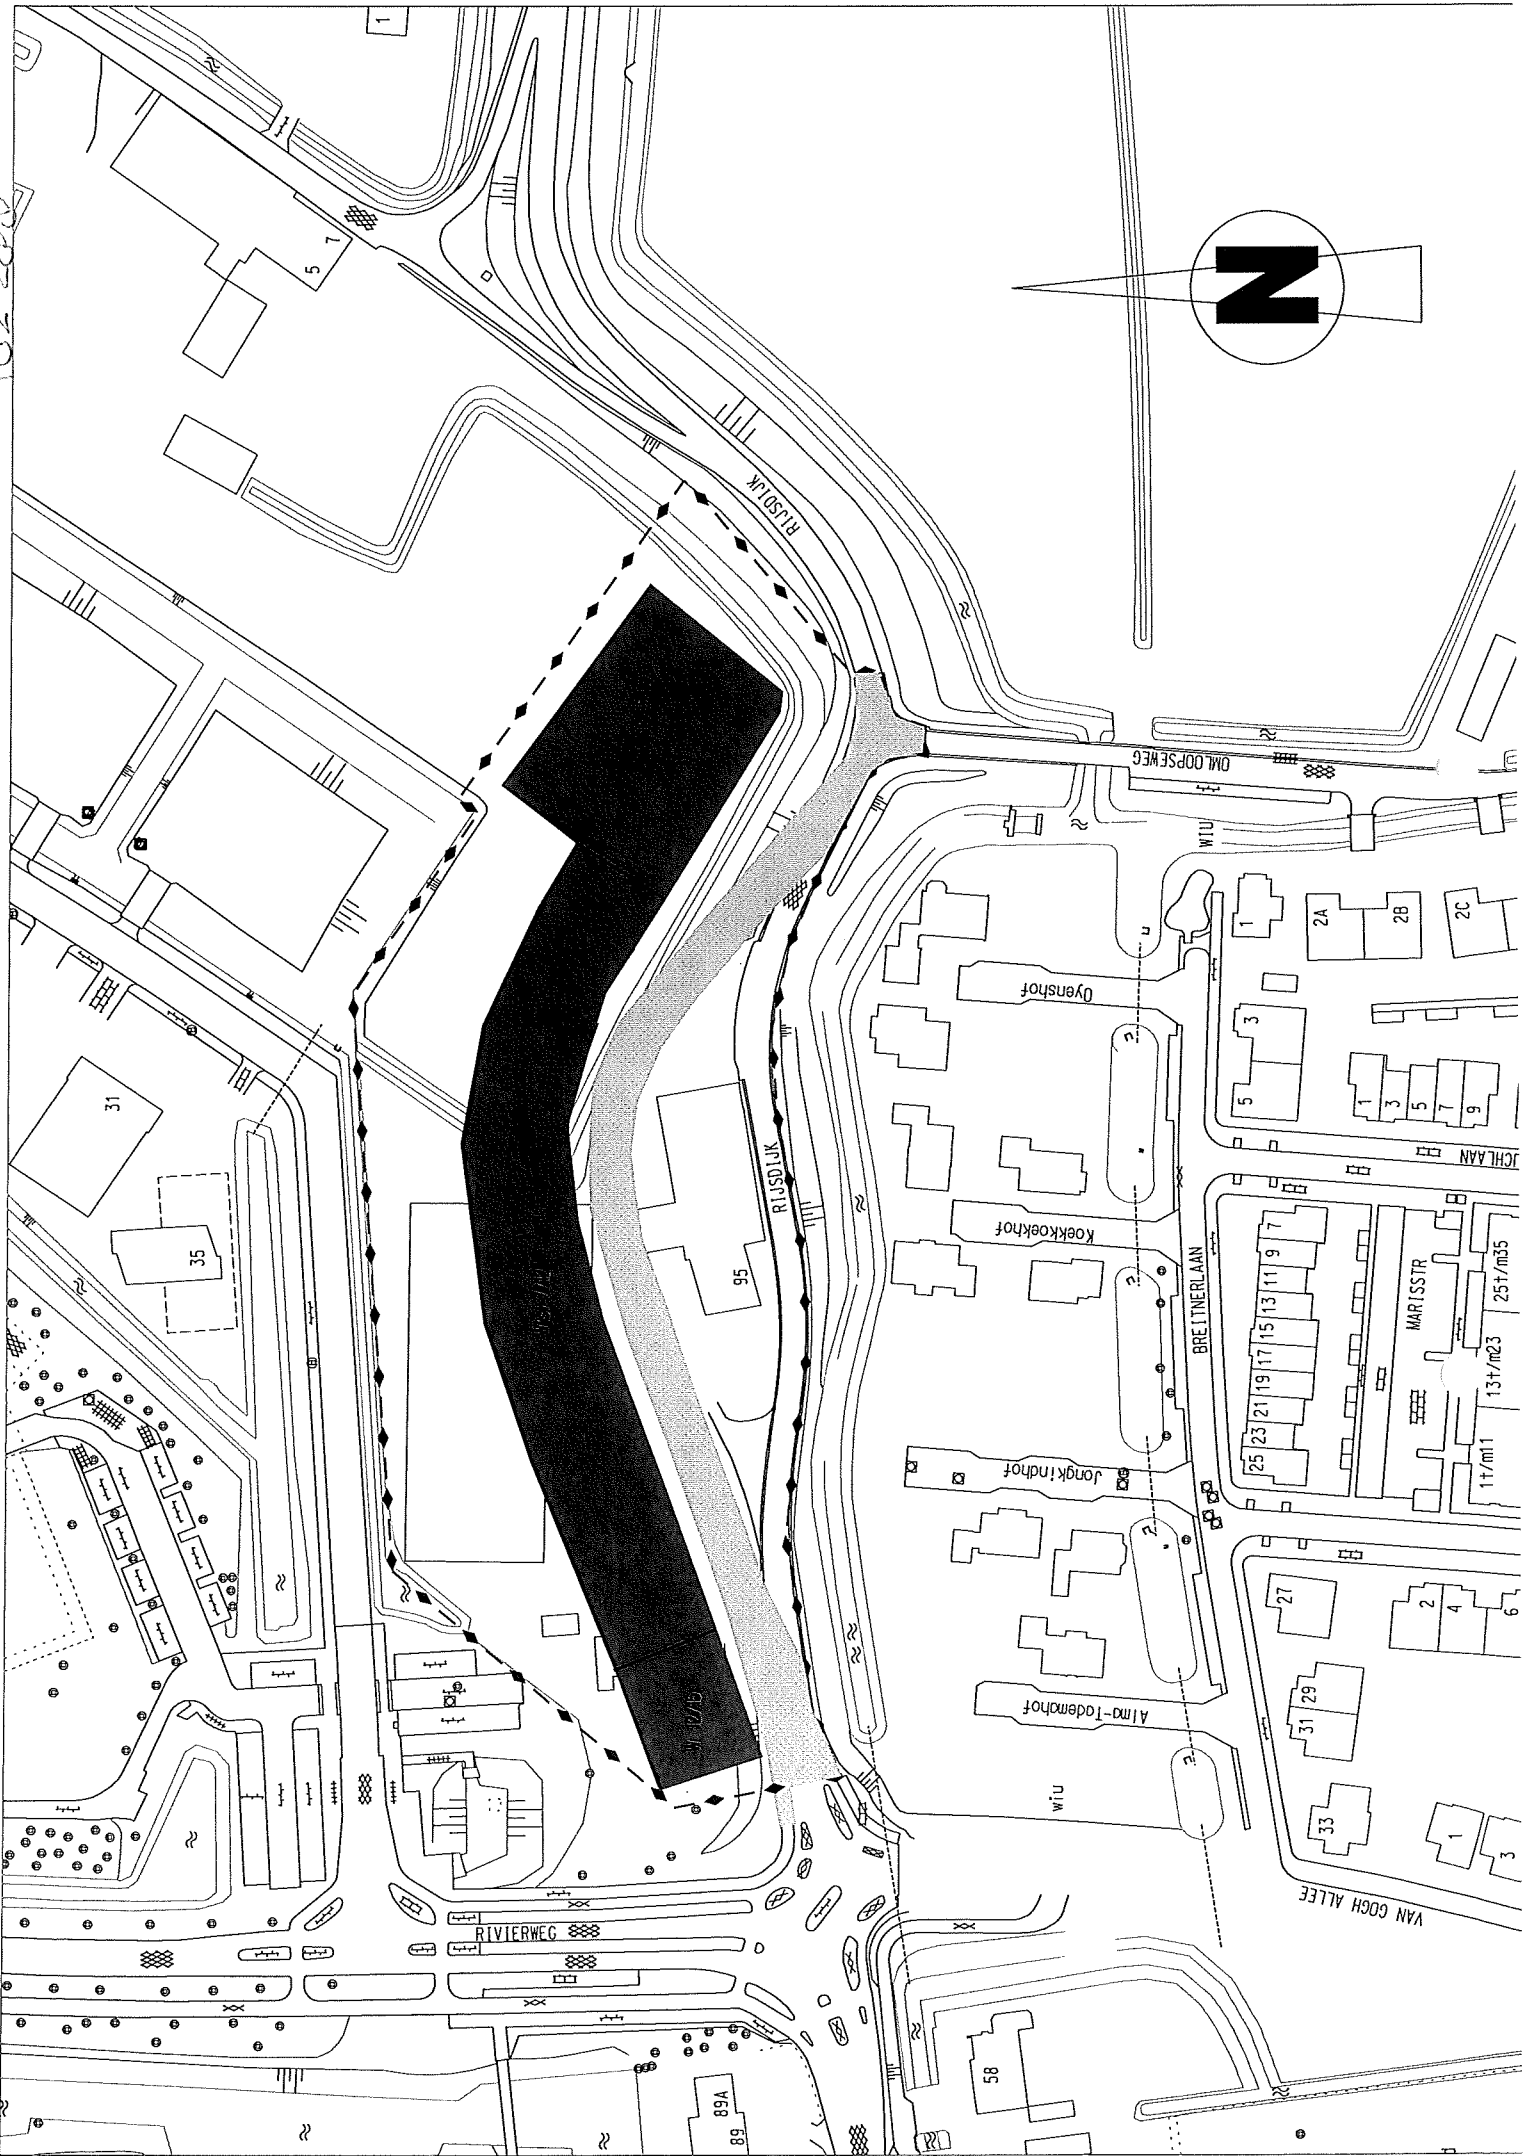 1
5
7
N
RIJSDIJK
OMLOOPSEWEG
WIU
31
35
95
RIJSDIJK
Oyenshof
Koekkoekhof
Jongkindhof
Alma-Tademahof
BREITNERLAAN
1
2A
2B
2C
3
5
1
3
5
7
9
7
9
11
13
15
17
19
21
23
25
MARISSTR
25t/m35
13t/m23
1t/m11
27
2
4
6
29
31
33
1
3
wiu
VAN GOGH ALLEE
RIVIERWEG
58
89A
89